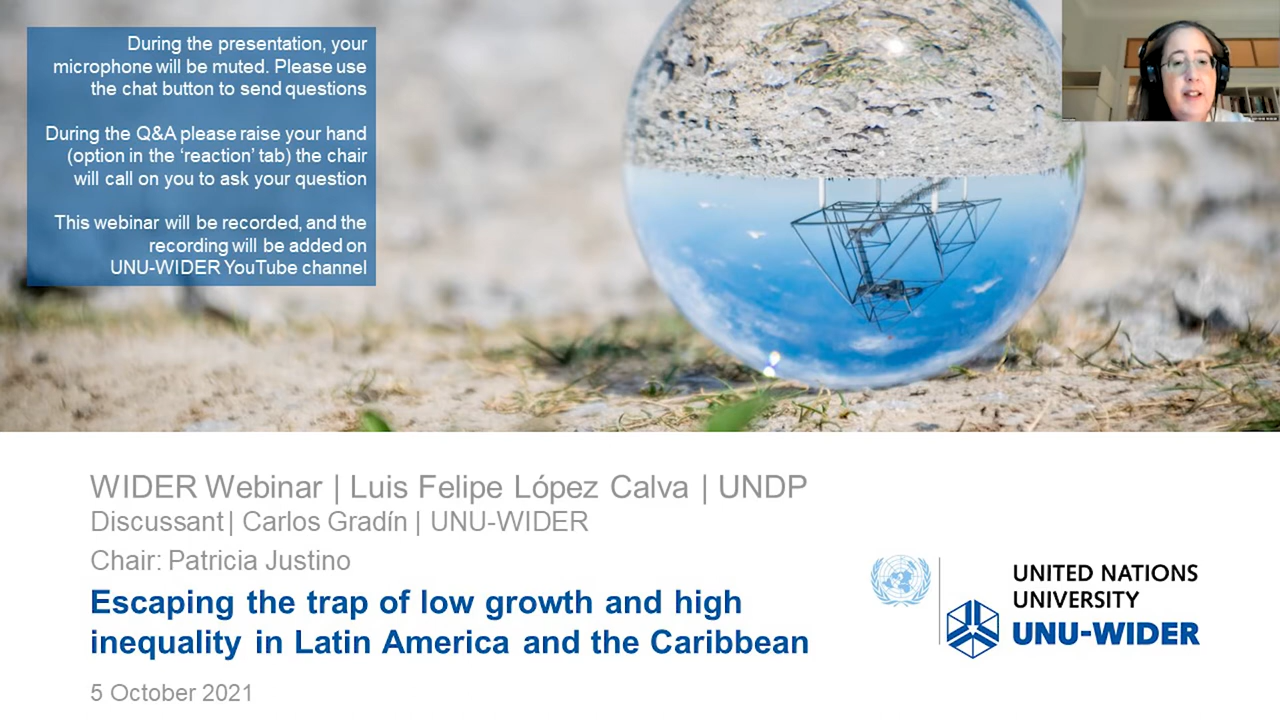 During the presentation, your
microphone will be muted. Please use
the chat button to send questions
During the Q&A please raise your hand
(option in the ‘reaction’ tab) the chair
will call on you to ask your question
This webinar will be recorded, and the
recording will be added on
UNU-WIDER YouTube channel
WIDER Webinar | Luis Felipe López Calva | UNDP
Discussant | Carlos Gradín | UNU-WIDER
Chair: Patricia Justino
Escaping the trap of low growth and high
inequality in Latin America and the Caribbean
5 October 2021
UNITED NATIONS
UNIVERSITY
UNU-WIDER